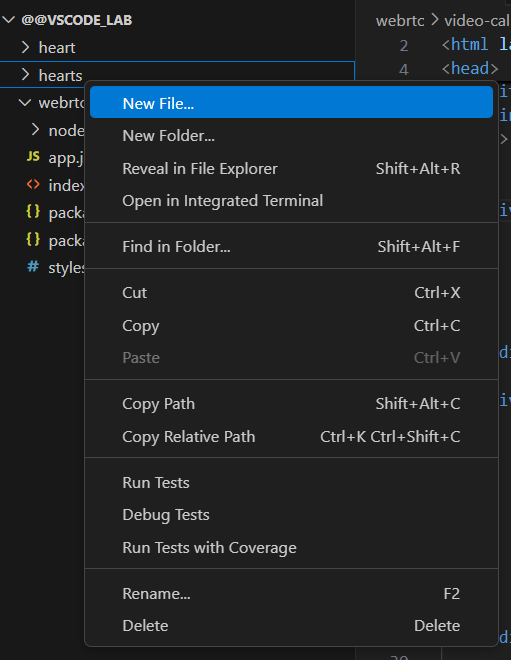 @@VSCODE_LAB
heart
hearts
webrtc
node
JS app.j
<> index
{} packa
{} packa
# styles
webrtc > video-cal
2 <html la
4 <head>
New File...
New Folder...
Reveal in File Explorer Shift+Alt+R
Open in Integrated Terminal
Find in Folder... Shift+Alt+F
Cut Ctrl+X
Copy Ctrl+C
Paste Ctrl+V
Copy Path Shift+Alt+C
Copy Relative Path Ctrl+K Ctrl+Shift+C
Run Tests
Debug Tests
Run Tests with Coverage
Rename... F2
Delete Delete